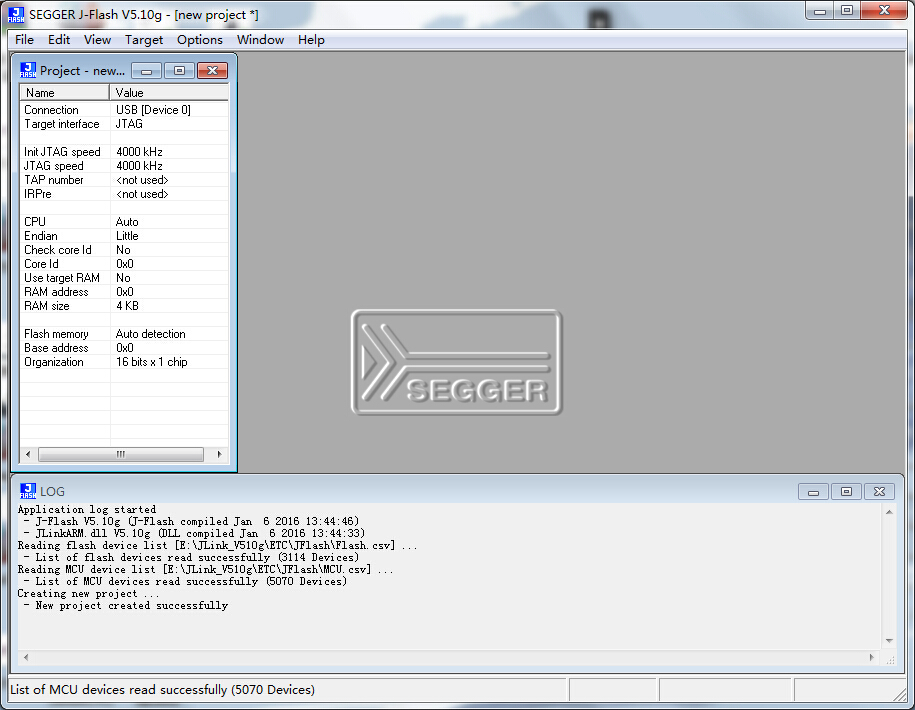 SEGGER J-Flash V5.10g - [new project *]
File Edit View Target Options Window Help
Project - new...
Name Value
Connection USB [Device 0]
Target interface JTAG
Init JTAG speed 4000 kHz
JTAG speed 4000 kHz
TAP number <not used>
IRPre <not used>
CPU Auto
Endian Little
Check core Id No
Core Id 0x0
Use target RAM No
RAM address 0x0
RAM size 4 KB
Flash memory Auto detection
Base address 0x0
Organization 16 bits x 1 chip
SEGGER
LOG
Application log started
- J-Flash V5.10g (J-Flash compiled Jan  6 2016 13:44:46)
- JLinkARM.dll V5.10g (DLL compiled Jan  6 2016 13:44:33)
Reading flash device list [E:\JLink_V510g\ETC\JFlash\Flash.csv] ...
- List of flash devices read successfully (3114 Devices)
Reading MCU device list [E:\JLink_V510g\ETC\JFlash\MCU.csv] ...
- List of MCU devices read successfully (5070 Devices)
Creating new project ...
- New project created successfully
List of MCU devices read successfully (5070 Devices)